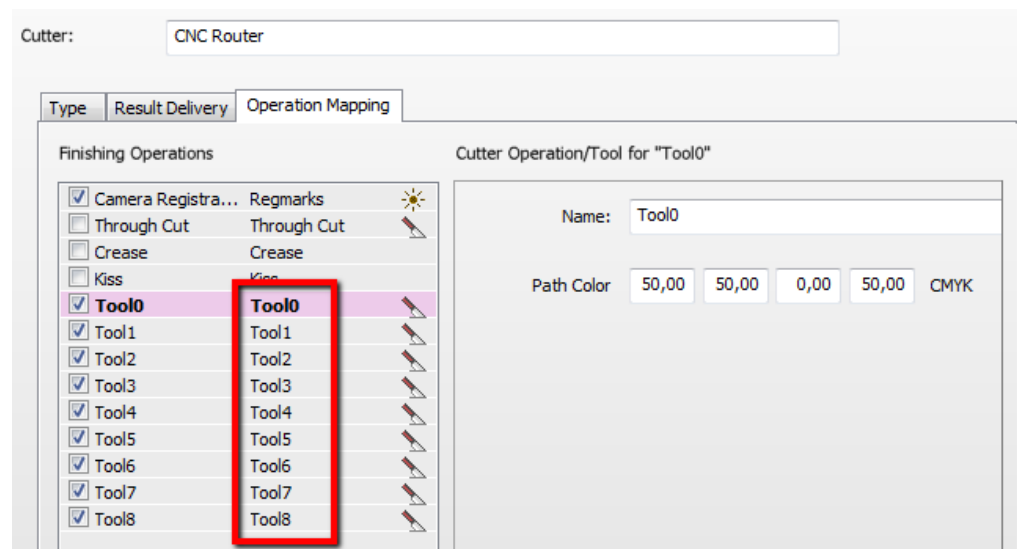 Cutter: CNC Router
Type Result Delivery Operation Mapping
Finishing Operations Cutter Operation/Tool for "Tool0"
Camera Registra... Regmarks
Through Cut Through Cut
Crease Crease
Kiss Kiss
Tool0 Tool0
Tool1 Tool1
Tool2 Tool2
Tool3 Tool3
Tool4 Tool4
Tool5 Tool5
Tool6 Tool6
Tool7 Tool7
Tool8 Tool8
Name: Tool0
Path Color 50,00 50,00 0,00 50,00 CMYK